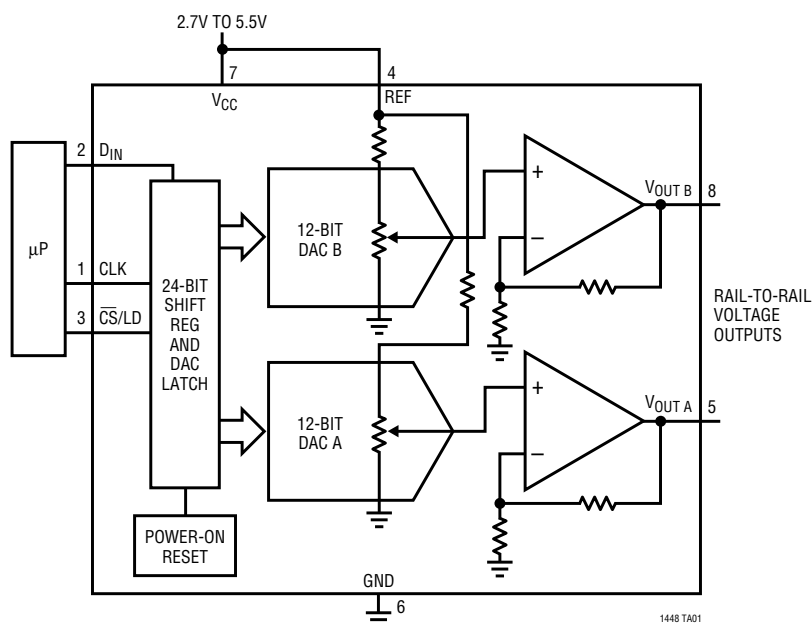 2.7V TO 5.5V
7
4
VCC
REF
2
DIN
μP
1
CLK
3
CS/LD
24-BIT
SHIFT
REG
AND
DAC
LATCH
POWER-ON
RESET
12-BIT
DAC B
+
−
VOUT B
8
RAIL-TO-RAIL
VOLTAGE
OUTPUTS
12-BIT
DAC A
+
−
VOUT A
5
GND
6
1448 TA01